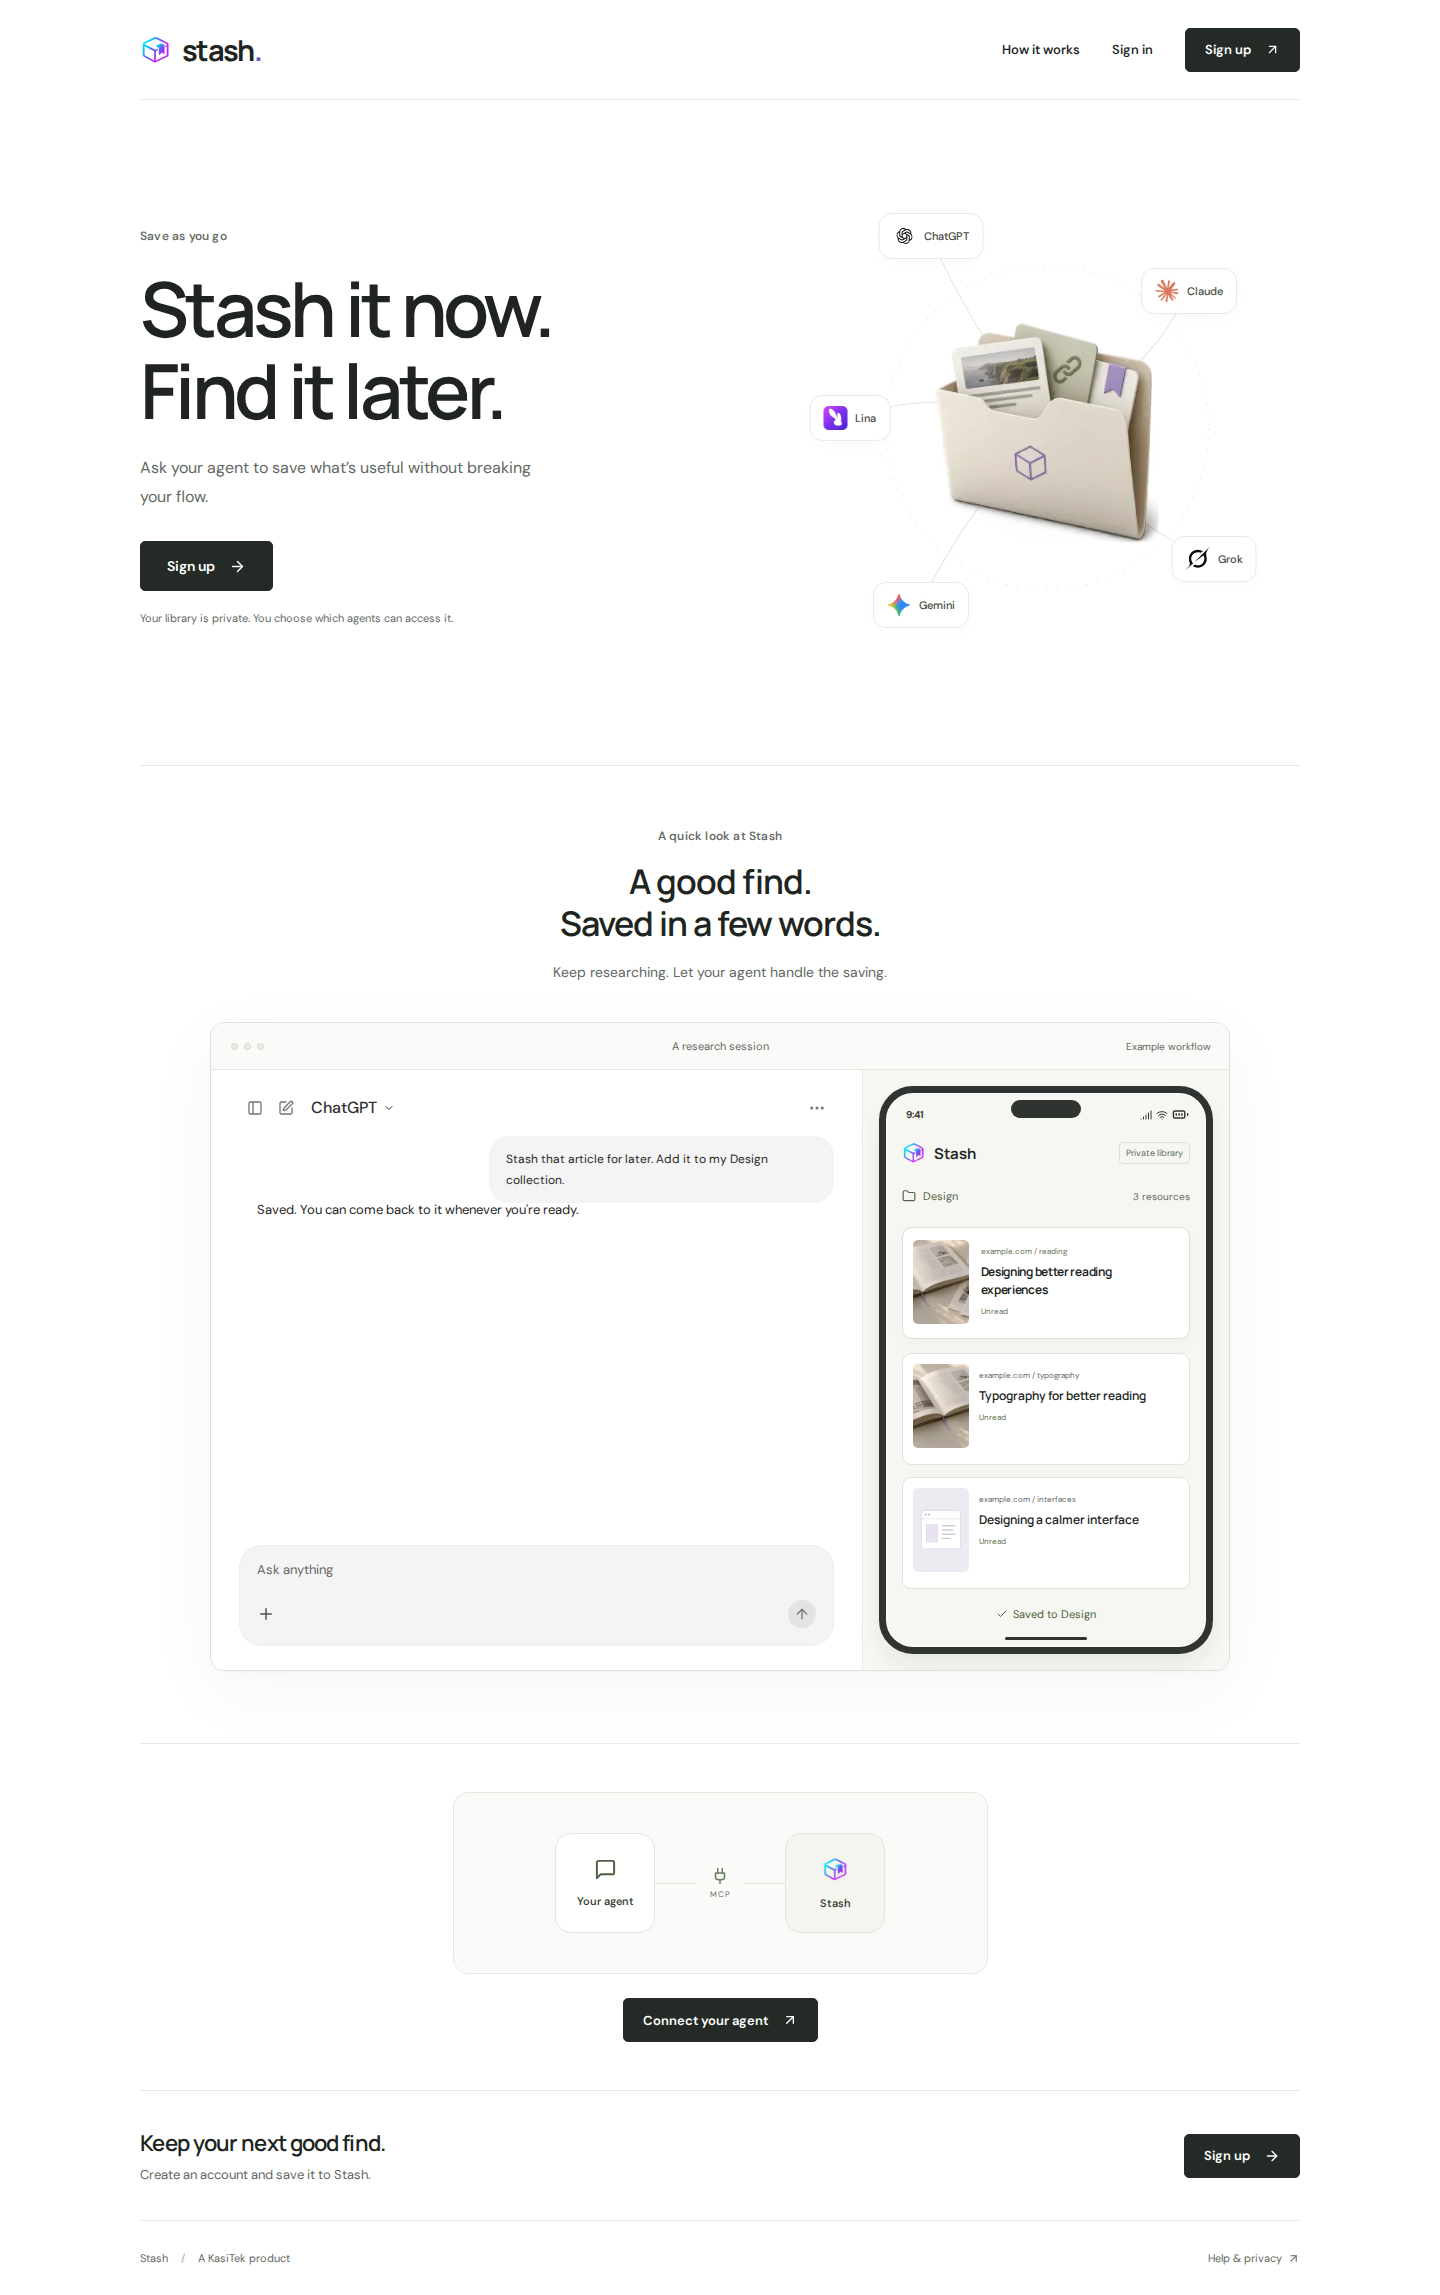 stash.
How it works
Sign in
Sign up
Save as you go
ChatGPT
Claude
Stash it now.
Find it later.
Lina
Ask your agent to save what’s useful without breaking
your flow.
Sign up
Grok
Gemini
Your library is private. You choose which agents can access it.
A quick look at Stash
A good find.
Saved in a few words.
Keep researching. Let your agent handle the saving.
A research session
Example workflow
ChatGPT
Stash that article for later. Add it to my Design
collection.
Saved. You can come back to it whenever you're ready.
Ask anything
9:41
Stash
Private library
Design
3 resources
example.com / reading
Designing better reading
experiences
Unread
example.com / typography
Typography for better reading
Unread
example.com / interfaces
Designing a calmer interface
Unread
Saved to Design
Your agent
MCP
Stash
Connect your agent
Keep your next good find.
Create an account and save it to Stash.
Sign up
Stash / A KasiTek product
Help & privacy